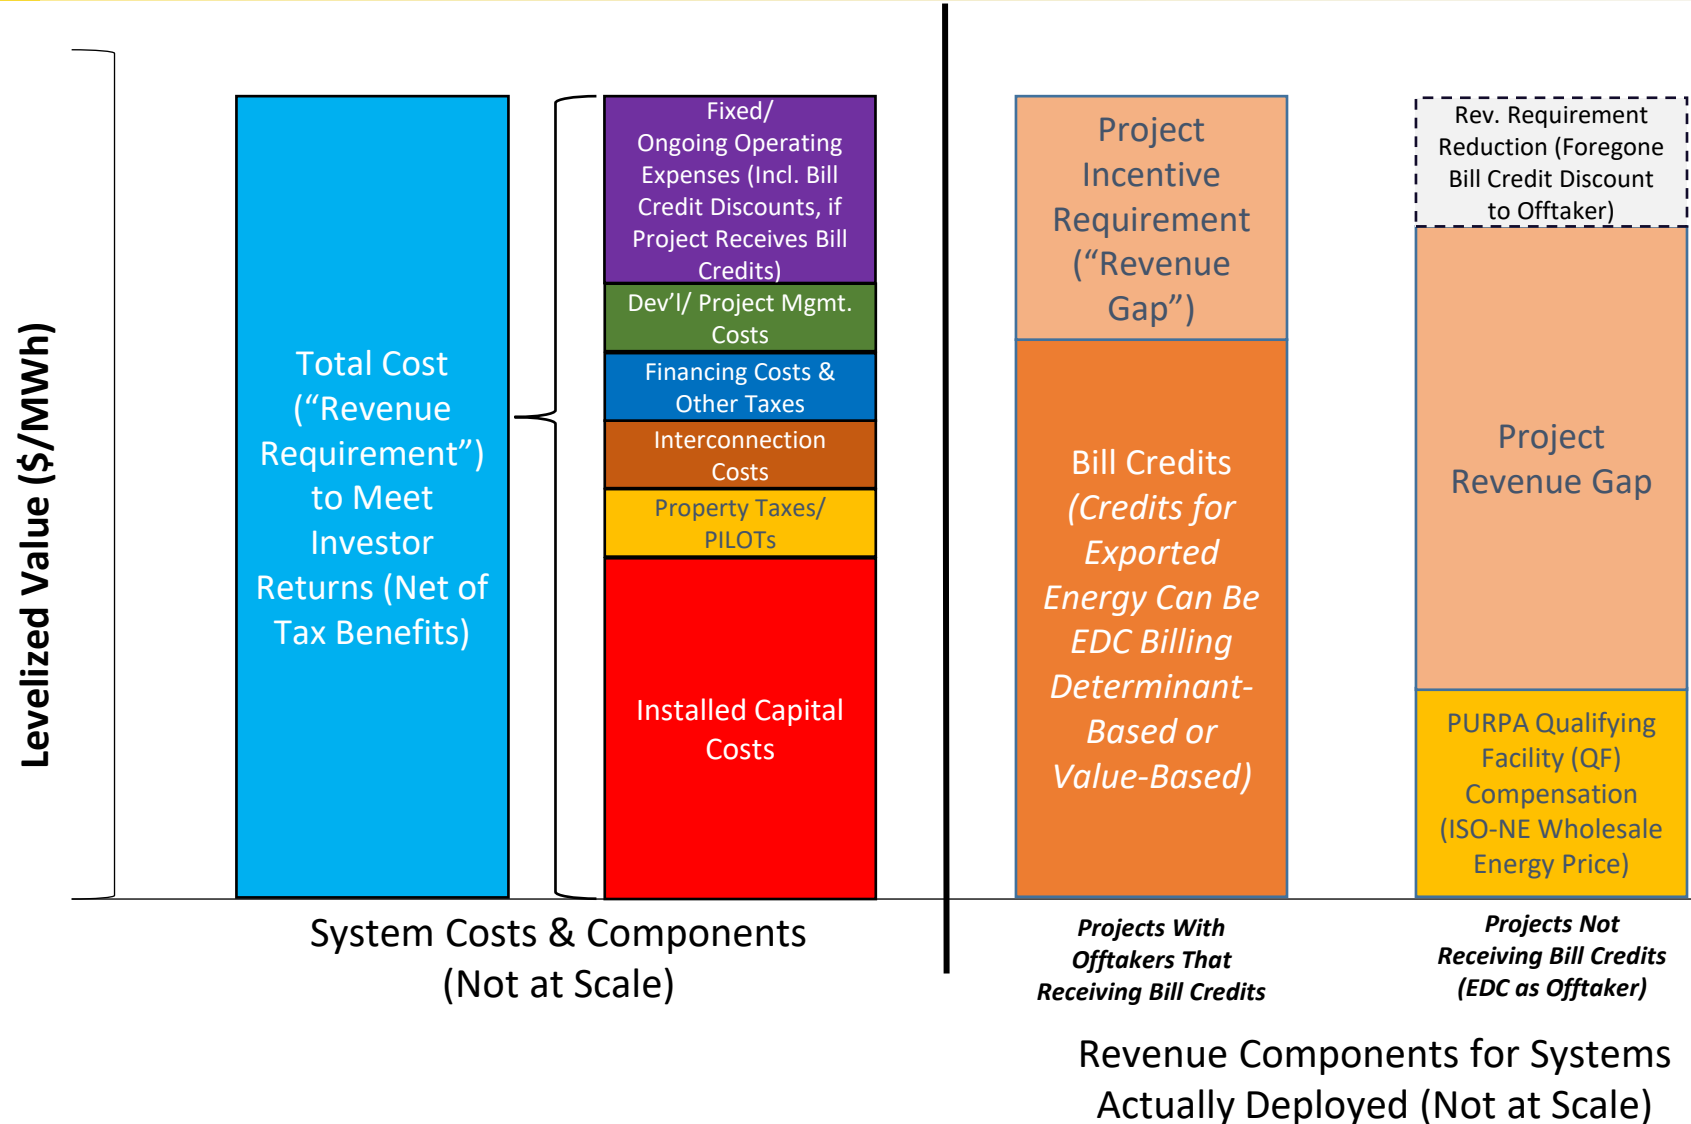 Levelized Value ($/MWh)
Total Cost
(“Revenue
Requirement”)
to Meet
Investor
Returns (Net of
Tax Benefits)
Fixed/
Ongoing Operating
Expenses (Incl. Bill
Credit Discounts, if
Project Receives Bill
Credits)
Dev’l/ Project Mgmt.
Costs
Financing Costs &
Other Taxes
Interconnection
Costs
Property Taxes/
PILOTs
Installed Capital
Costs
System Costs & Components
(Not at Scale)
Project
Incentive
Requirement
(“Revenue
Gap”)
Bill Credits
(Credits for
Exported
Energy Can Be
EDC Billing
Determinant-
Based or
Value-Based)
Projects With
Offtakers That
Receiving Bill Credits
Rev. Requirement
Reduction (Foregone
Bill Credit Discount
to Offtaker)
Project
Revenue Gap
PURPA Qualifying
Facility (QF)
Compensation
(ISO-NE Wholesale
Energy Price)
Projects Not
Receiving Bill Credits
(EDC as Offtaker)
Revenue Components for Systems
Actually Deployed (Not at Scale)